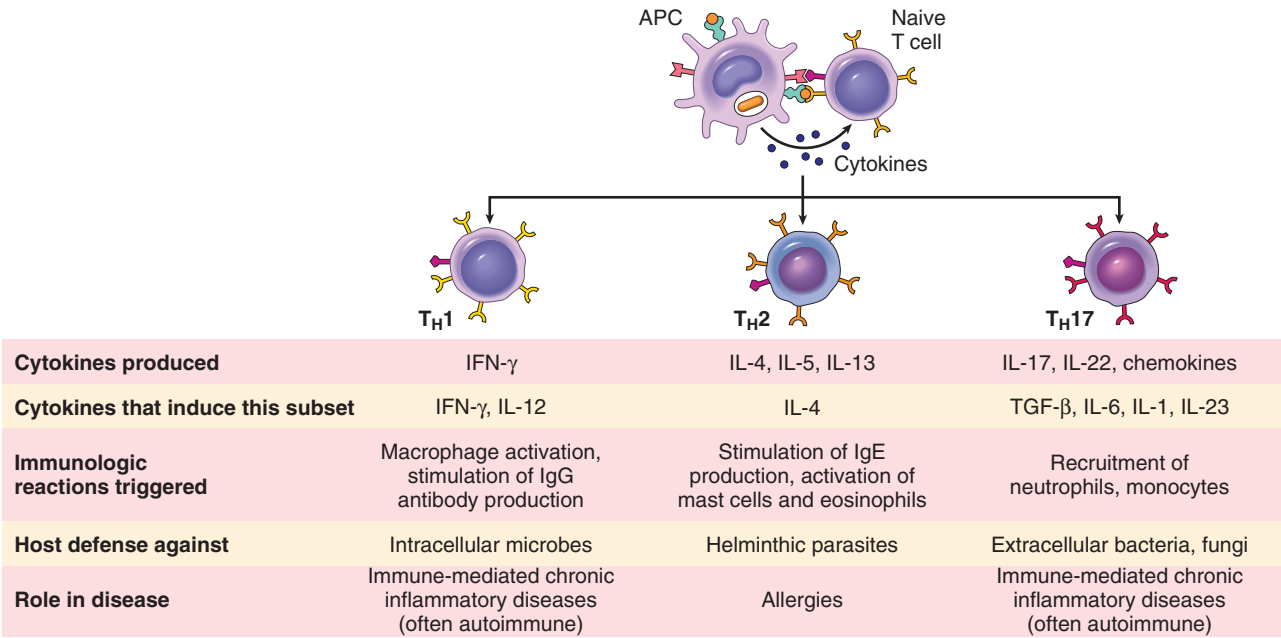 APC
Naive
T cell
Cytokines
TH1
TH2
TH17
Cytokines produced
IFN-γ
IL-4, IL-5, IL-13
IL-17, IL-22, chemokines
Cytokines that induce this subset
IFN-γ, IL-12
IL-4
TGF-β, IL-6, IL-1, IL-23
Immunologic
reactions triggered
Macrophage activation,
stimulation of IgG
antibody production
Stimulation of IgE
production, activation of
mast cells and eosinophils
Recruitment of
neutrophils, monocytes
Host defense against
Intracellular microbes
Helminthic parasites
Extracellular bacteria, fungi
Role in disease
Immune-mediated chronic
inflammatory diseases
(often autoimmune)
Allergies
Immune-mediated chronic
inflammatory diseases
(often autoimmune)